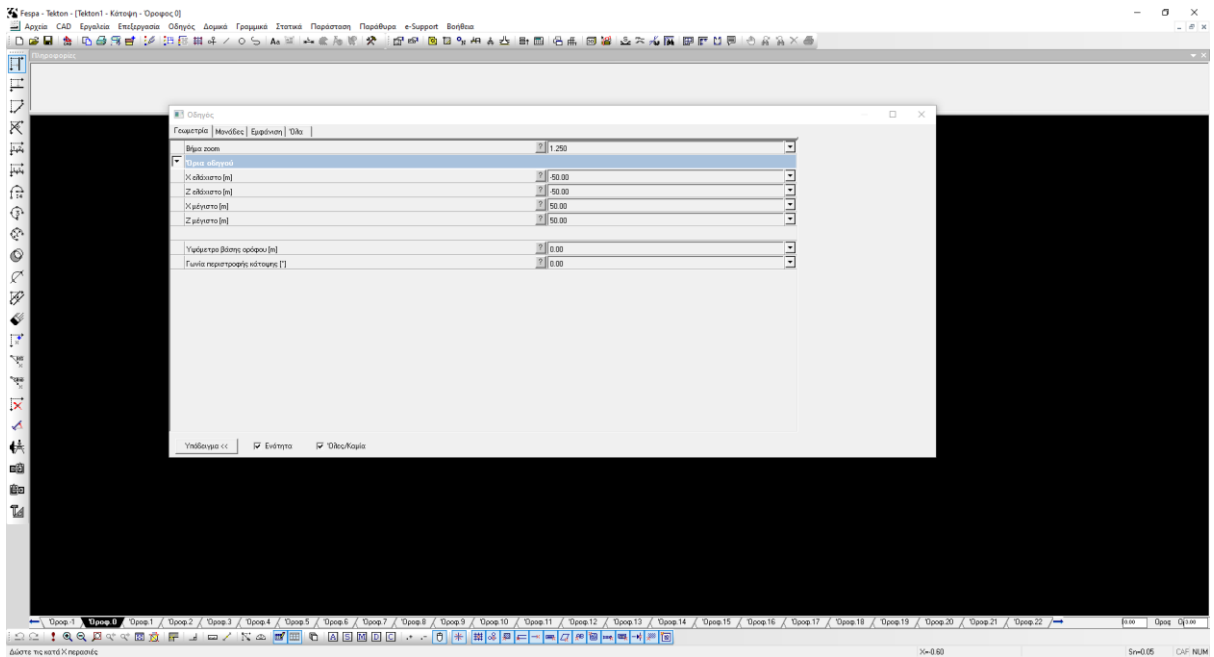 Fespa - Tekton - [Tekton1 - Κάτοψη - Όροφος 0]
Αρχεία CAD Εργαλεία Επεξεργασία Οδηγός Δομικά Γραμμικά Στατικά Παράσταση Παράθυρα e-Support Βοήθεια
Πληροφορίες
Οδηγός
Γεωμετρία Μονάδες Εμφάνιση Όλα
Βήμα zoom ? 1.250
Όρια οδηγού
Χ ελάχιστο [m] ? -50.00
Ζ ελάχιστο [m] ? -50.00
Χ μέγιστο [m] ? 50.00
Ζ μέγιστο [m] ? 50.00
Υψόμετρο βάσης ορόφου [m] ? 0.00
Γωνία περιστροφής κάτοψης [°] ? 0.00
Υπόδειγμα << Ενότητα Όλες/Καμία
Όροφ.-1 Όροφ.0 Όροφ.1 Όροφ.2 Όροφ.3 Όροφ.4 Όροφ.5 Όροφ.6 Όροφ.7 Όροφ.8 Όροφ.9 Όροφ.10 Όροφ.11 Όροφ.12 Όροφ.13 Όροφ.14 Όροφ.15 Όροφ.16 Όροφ.17 Όροφ.18 Όροφ.19 Όροφ.20 Όροφ.21 Όροφ.22 0.00 Οροφ 0.00
A S M D C
Δώστε τις κατά Χ περασιές X=-0.60 Sn=0.05 CAF NUM